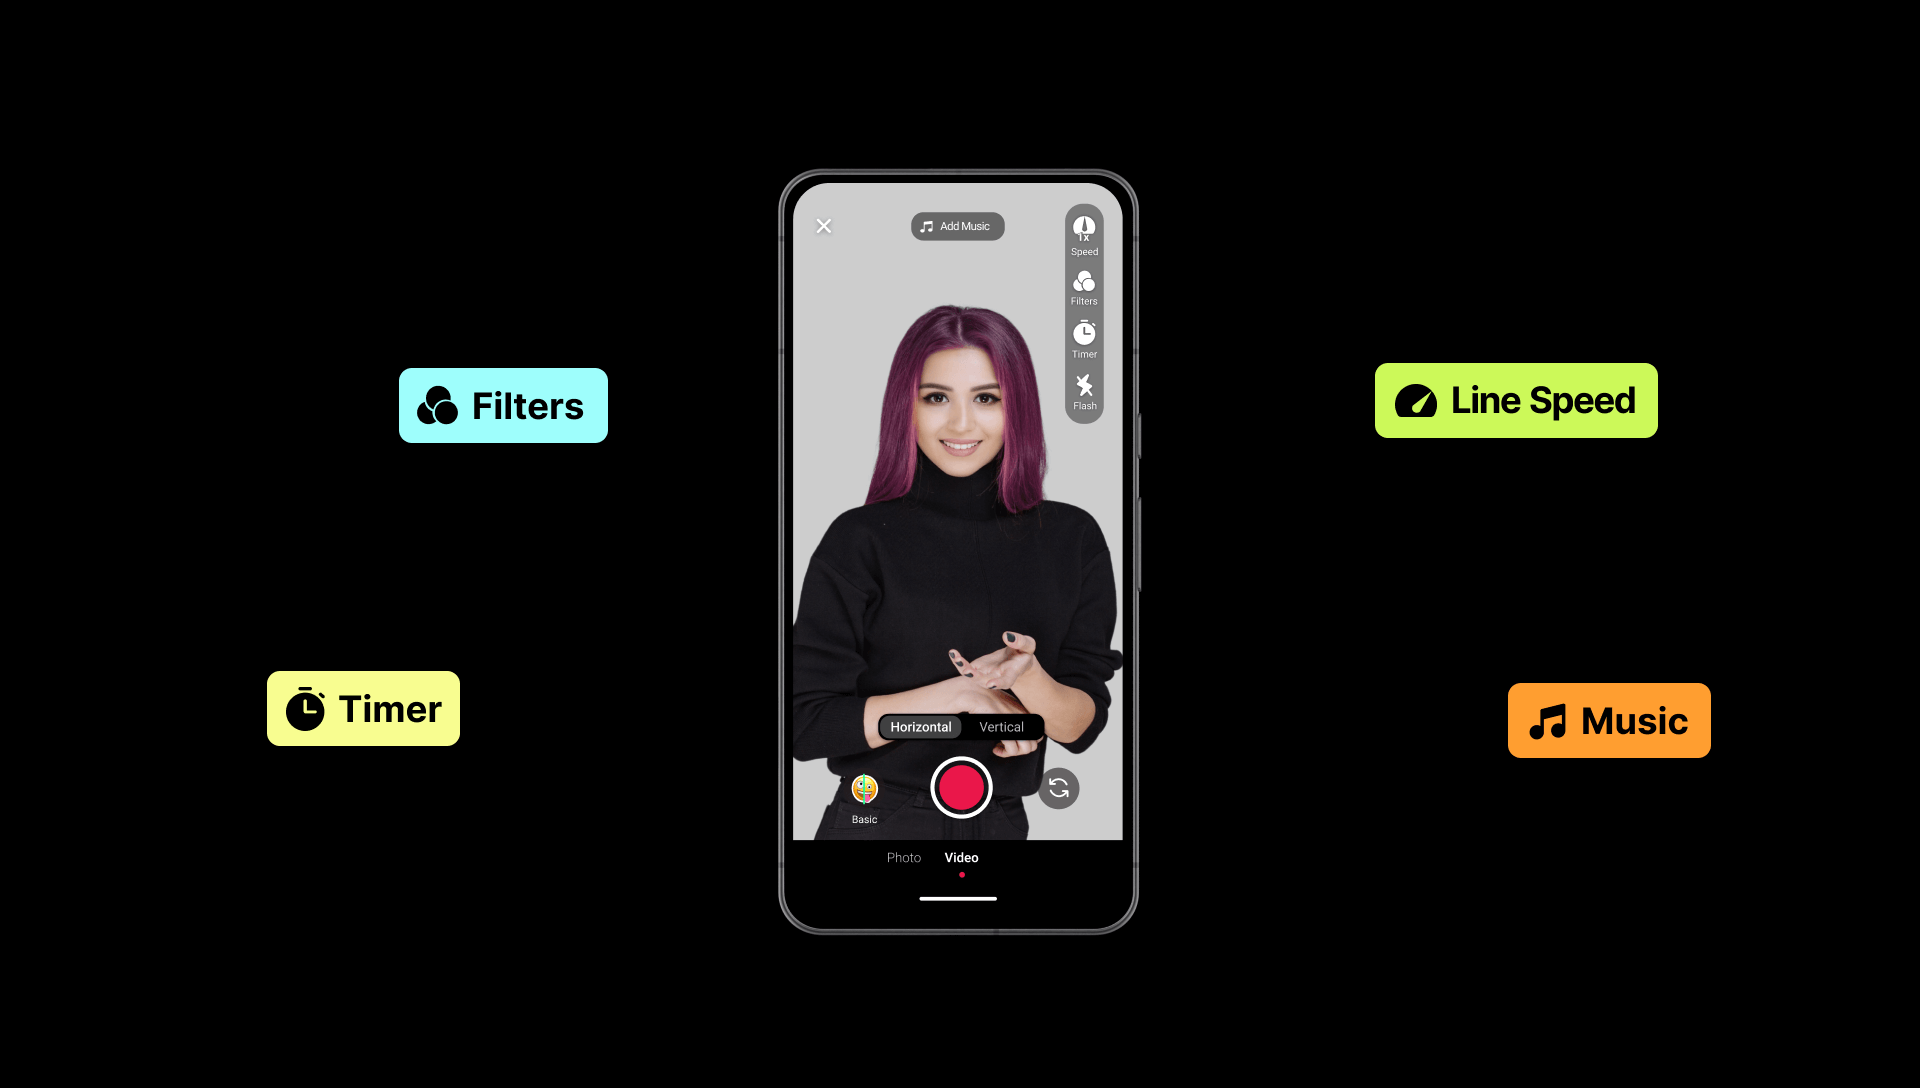 Add Music
1x
Speed
Filters
Timer
Flash
Filters
Line Speed
Timer
Music
Horizontal
Vertical
Basic
Photo
Video